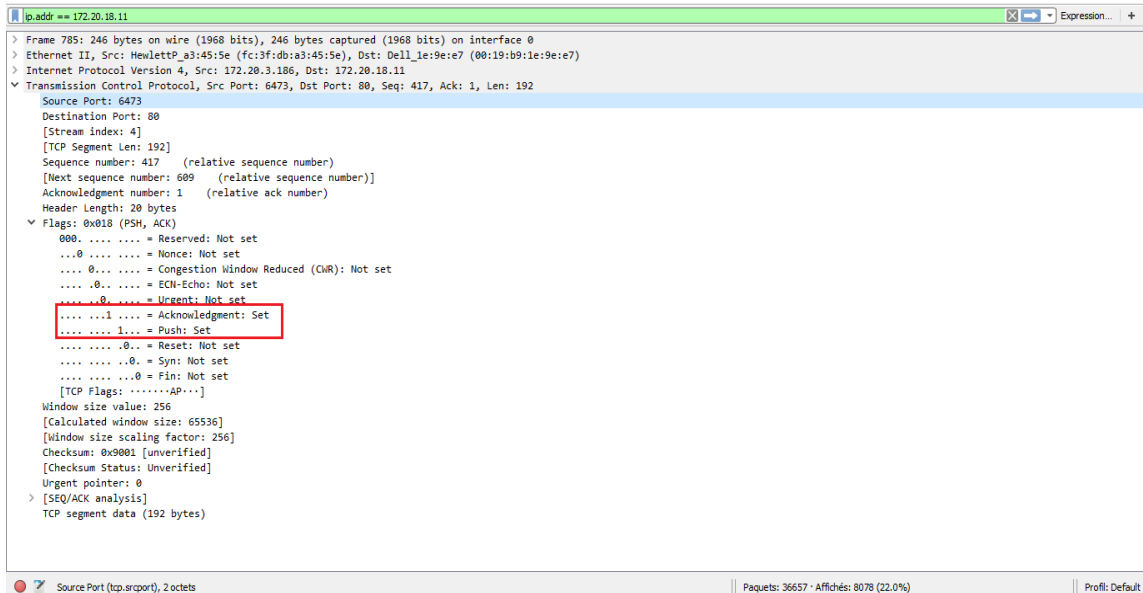 ip.addr == 172.20.18.11 Expression... +
> Frame 785: 246 bytes on wire (1968 bits), 246 bytes captured (1968 bits) on interface 0
> Ethernet II, Src: HewlettP_a3:45:5e (fc:3f:db:a3:45:5e), Dst: Dell_1e:9e:e7 (00:19:b9:1e:9e:e7)
> Internet Protocol Version 4, Src: 172.20.3.186, Dst: 172.20.18.11
Transmission Control Protocol, Src Port: 6473, Dst Port: 80, Seq: 417, Ack: 1, Len: 192
Source Port: 6473
Destination Port: 80
[Stream index: 4]
[TCP Segment Len: 192]
Sequence number: 417 (relative sequence number)
[Next sequence number: 609 (relative sequence number)]
Acknowledgment number: 1 (relative ack number)
Header Length: 20 bytes
Flags: 0x018 (PSH, ACK)
000. .... .... = Reserved: Not set
...0 .... .... = Nonce: Not set
.... 0... .... = Congestion Window Reduced (CWR): Not set
.... .0.. .... = ECN-Echo: Not set
.... ..0. .... = Urgent: Not set
.... ...1 .... = Acknowledgment: Set
.... .... 1... = Push: Set
.... .... .0.. = Reset: Not set
.... .... ..0. = Syn: Not set
.... .... ...0 = Fin: Not set
[TCP Flags: ·······AP···]
Window size value: 256
[Calculated window size: 65536]
[Window size scaling factor: 256]
Checksum: 0x9001 [unverified]
[Checksum Status: Unverified]
Urgent pointer: 0
> [SEQ/ACK analysis]
TCP segment data (192 bytes)
Source Port (tcp.srcport), 2 octets Paquets: 36657 · Affichés: 8078 (22.0%) Profil: Default